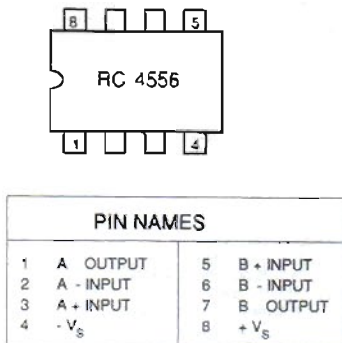 8 5
RC 4556
1 4
PIN NAMES
1 A OUTPUT 5 B + INPUT
2 A - INPUT 6 B - INPUT
3 A + INPUT 7 B OUTPUT
4 - VS 8 + VS